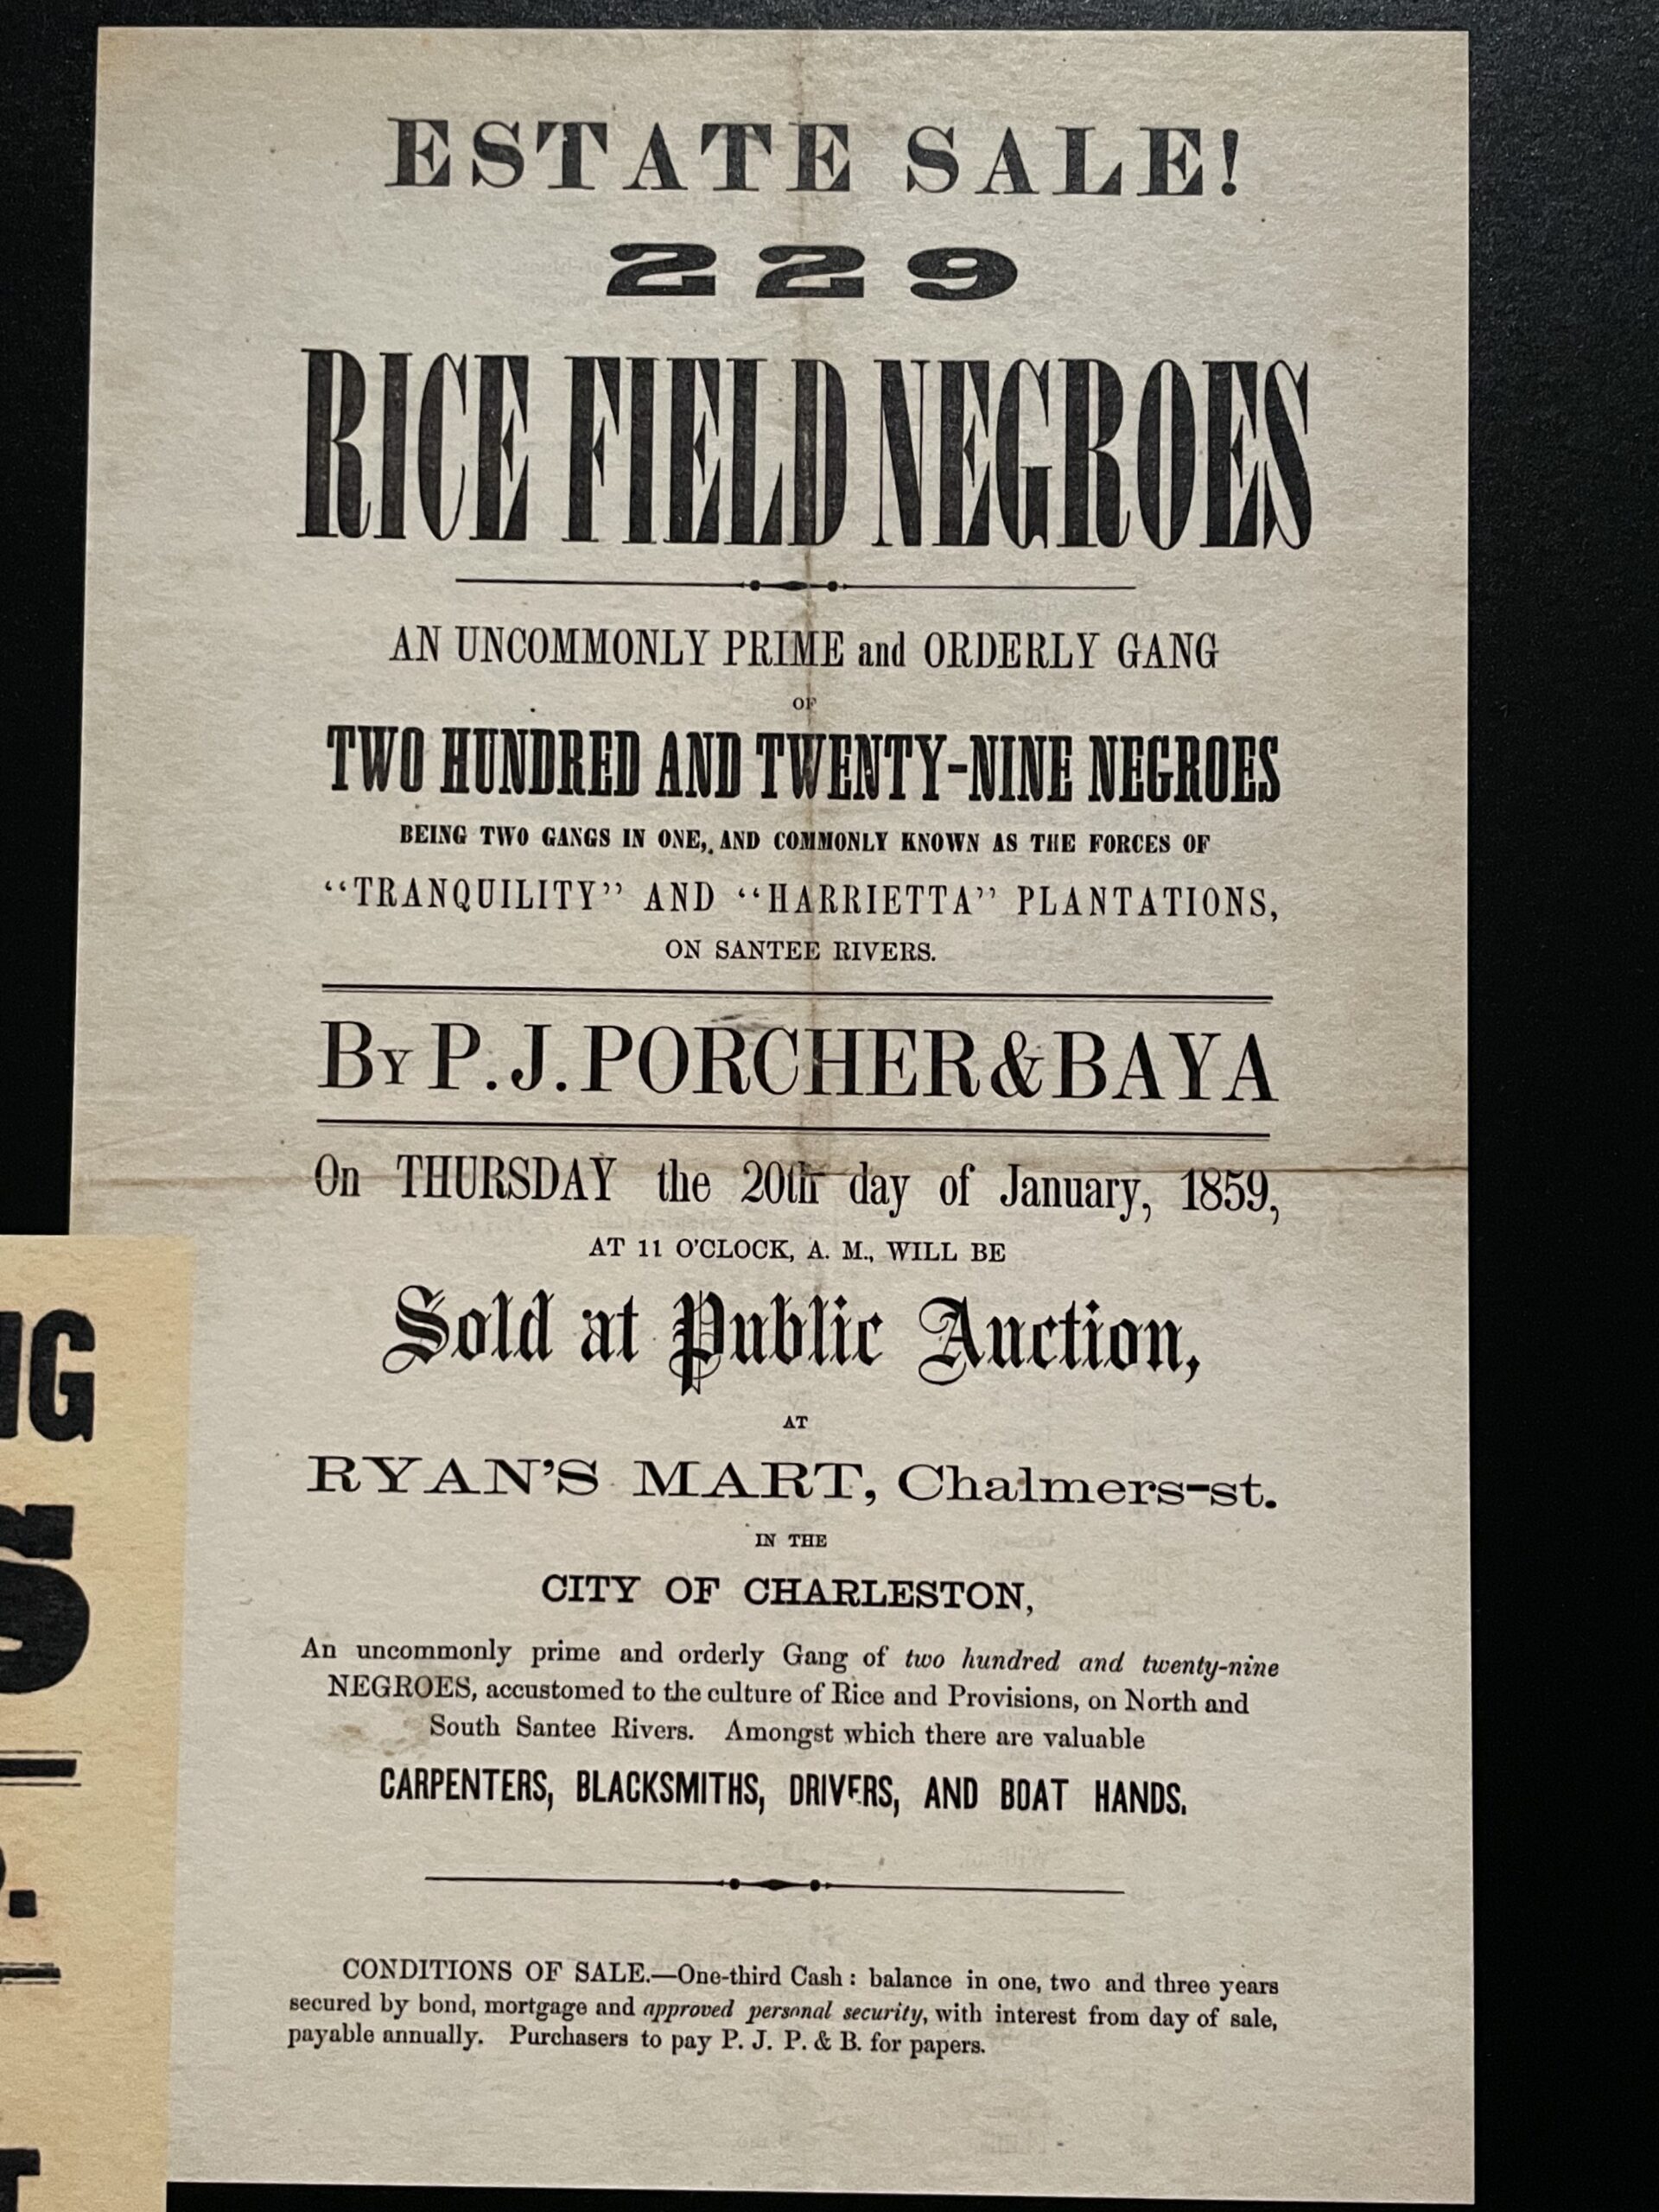 ESTATE SALE!
229
RICE FIELD NEGROES
AN UNCOMMONLY PRIME and ORDERLY GANG
OF
TWO HUNDRED AND TWENTY-NINE NEGROES
BEING TWO GANGS IN ONE, AND COMMONLY KNOWN AS THE FORCES OF
“TRANQUILITY” AND “HARRIETTA” PLANTATIONS,
ON SANTEE RIVERS.
BY P. J. PORCHER & BAYA
On THURSDAY the 20th day of January, 1859,
AT 11 O'CLOCK, A. M., WILL BE
Sold at Public Auction,
AT
RYAN'S MART, Chalmers-st.
IN THE
CITY OF CHARLESTON,
An uncommonly prime and orderly Gang of two hundred and twenty-nine
NEGROES, accustomed to the culture of Rice and Provisions, on North and
South Santee Rivers. Amongst which there are valuable
CARPENTERS, BLACKSMITHS, DRIVERS, AND BOAT HANDS.
CONDITIONS OF SALE.—One-third Cash: balance in one, two and three years
secured by bond, mortgage and approved personal security, with interest from day of sale,
payable annually. Purchasers to pay P. J. P. & B. for papers.